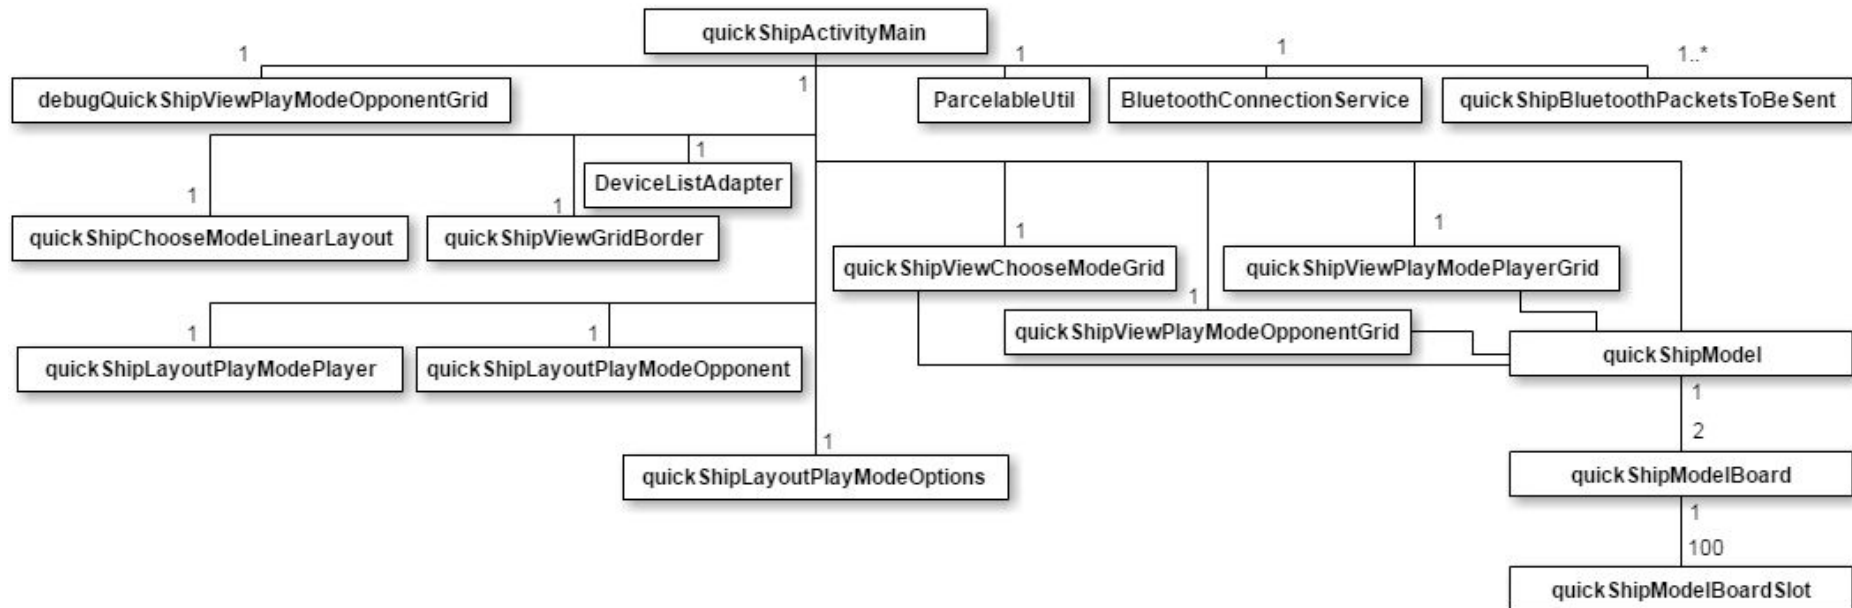 quickShipActivityMain
1
1
1
1
1..*
debugQuickShipViewPlayModeOpponentGrid
ParcelableUtil
BluetoothConnectionService
quickShipBluetoothPacketsToBeSent
1
DeviceListAdapter
1
1
quickShipChooseModeLinearLayout
quickShipViewGridBorder
1
1
quickShipViewChooseModeGrid
quickShipViewPlayModePlayerGrid
1
quickShipViewPlayModeOpponentGrid
1
1
quickShipModel
quickShipLayoutPlayModePlayer
quickShipLayoutPlayModeOpponent
1
2
1
quickShipLayoutPlayModeOptions
quickShipModelBoard
1
100
quickShipModelBoardSlot